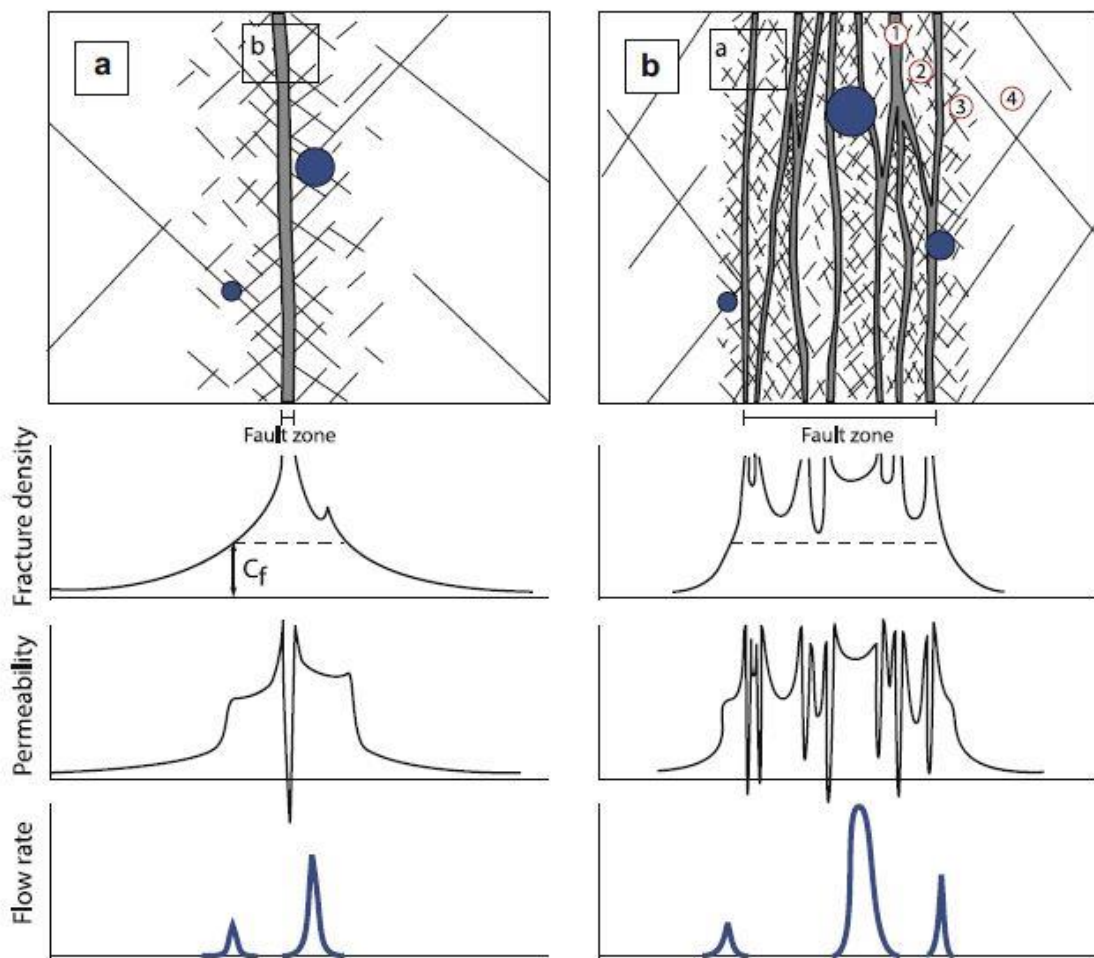 a
b
b
a
1
2
3
4
Fault zone
Fault zone
Fracture density
Cf
Permeability
Flow rate